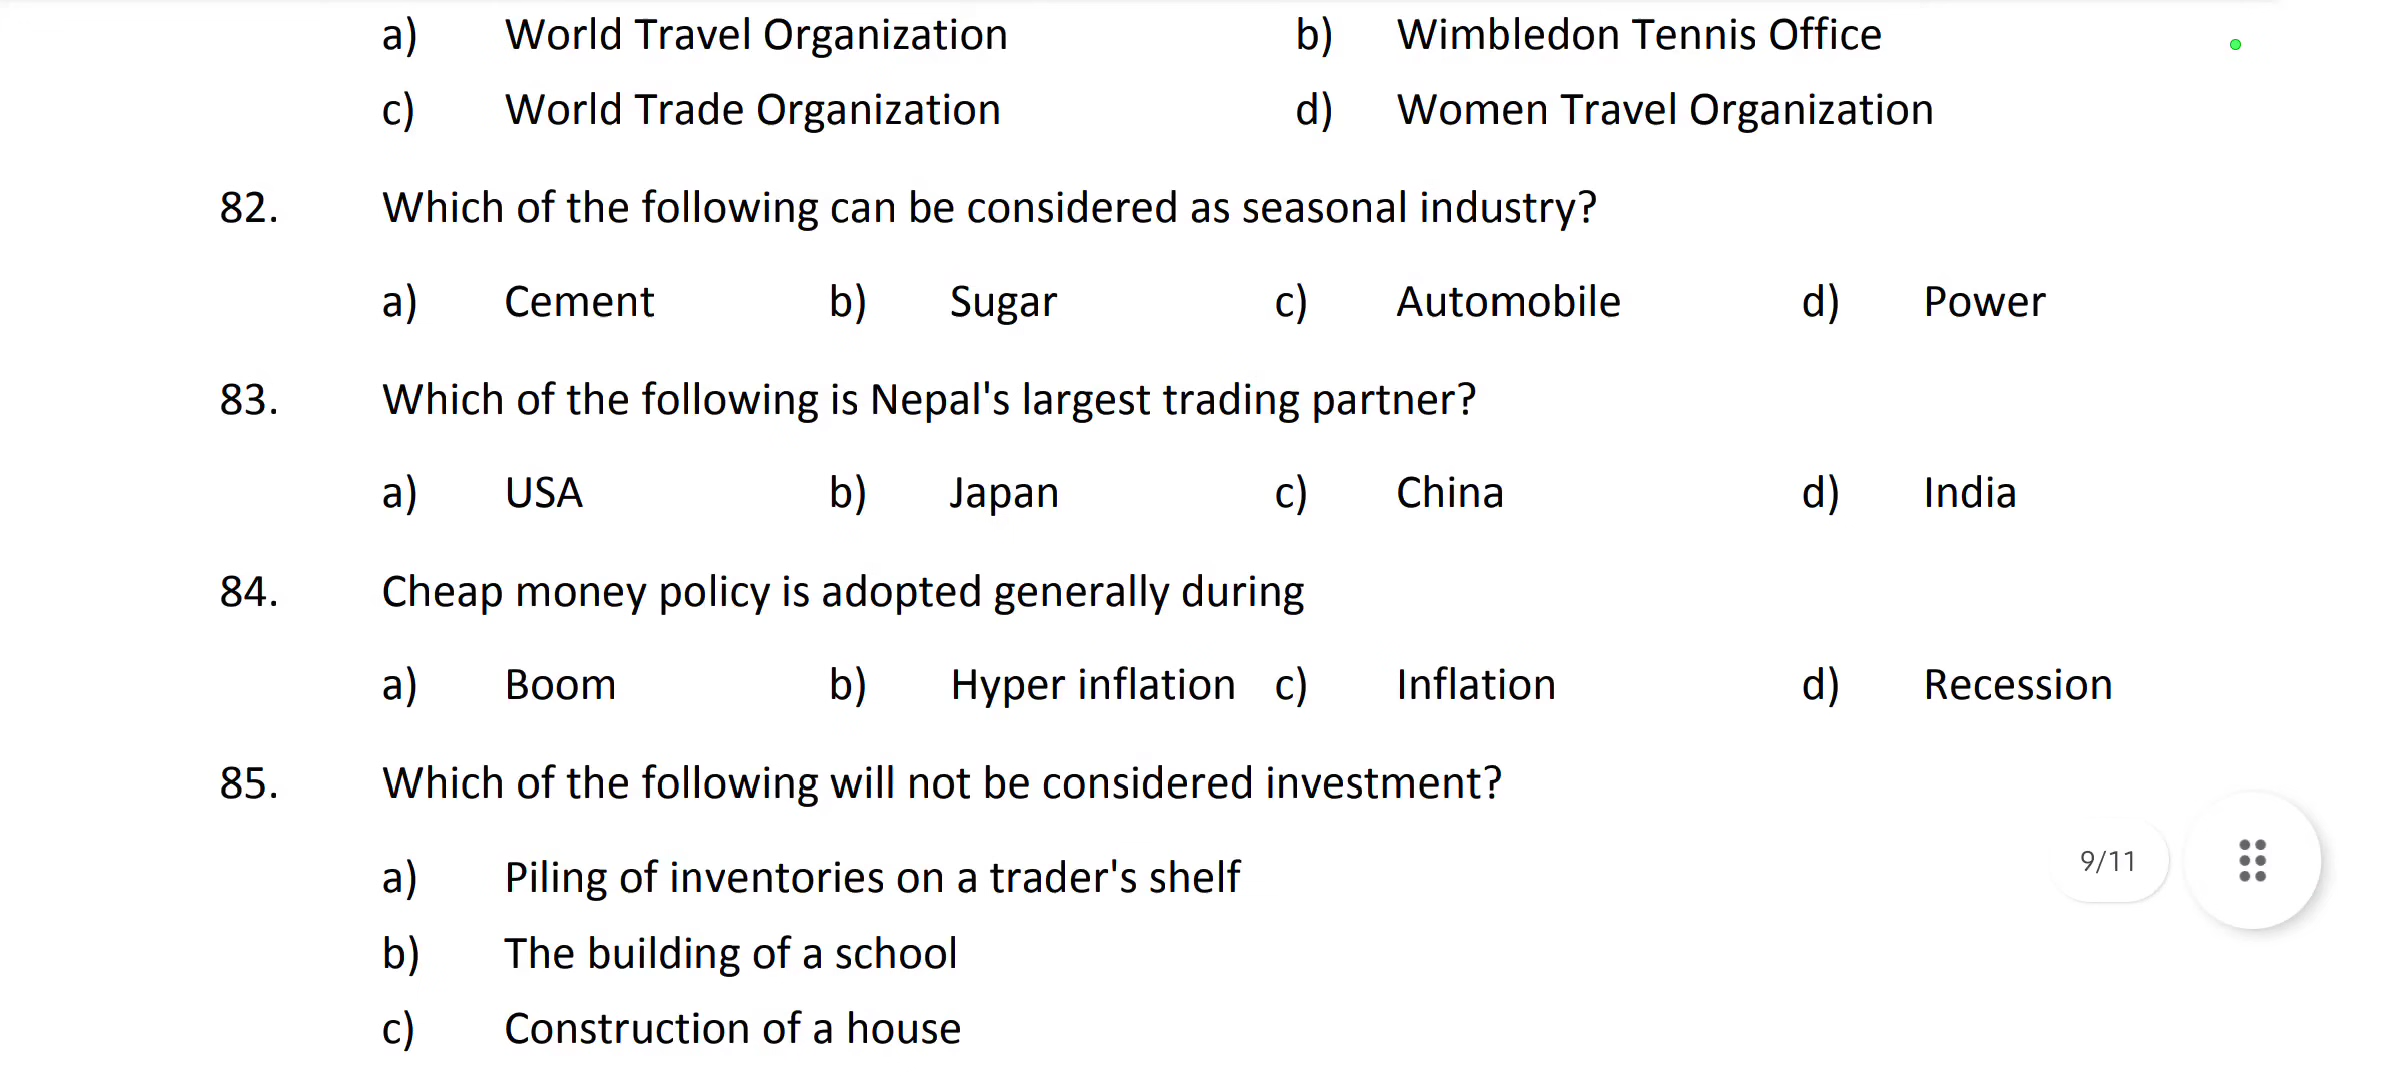 a) World Travel Organization b) Wimbledon Tennis Office
c) World Trade Organization d) Women Travel Organization
82. Which of the following can be considered as seasonal industry?
a) Cement b) Sugar c) Automobile d) Power
83. Which of the following is Nepal's largest trading partner?
a) USA b) Japan c) China d) India
84. Cheap money policy is adopted generally during
a) Boom b) Hyper inflation c) Inflation d) Recession
85. Which of the following will not be considered investment?
a) Piling of inventories on a trader's shelf
9/11
b) The building of a school
c) Construction of a house